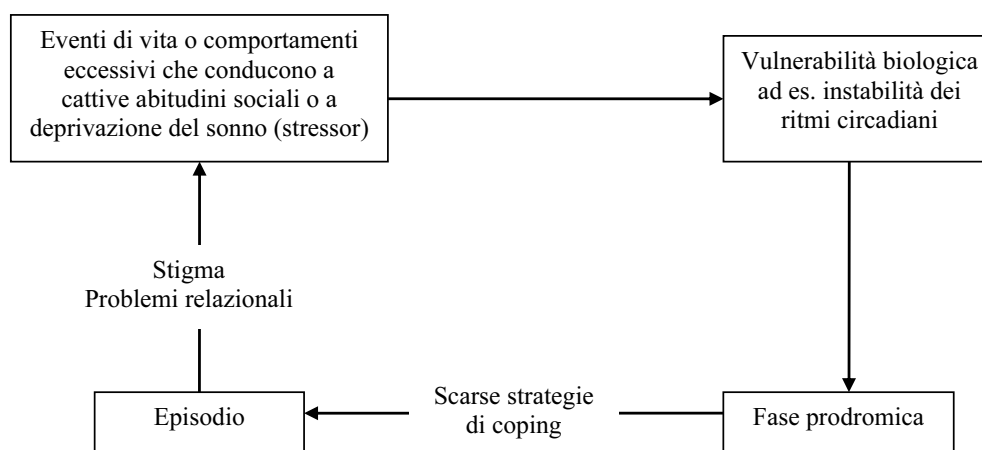 Eventi di vita o comportamenti
eccessivi che conducono a
cattive abitudini sociali o a
deprivazione del sonno (stressor)
Vulnerabilità biologica
ad es. instabilità dei
ritmi circadiani
Stigma
Problemi relazionali
Episodio
Scarse strategie
di coping
Fase prodromica